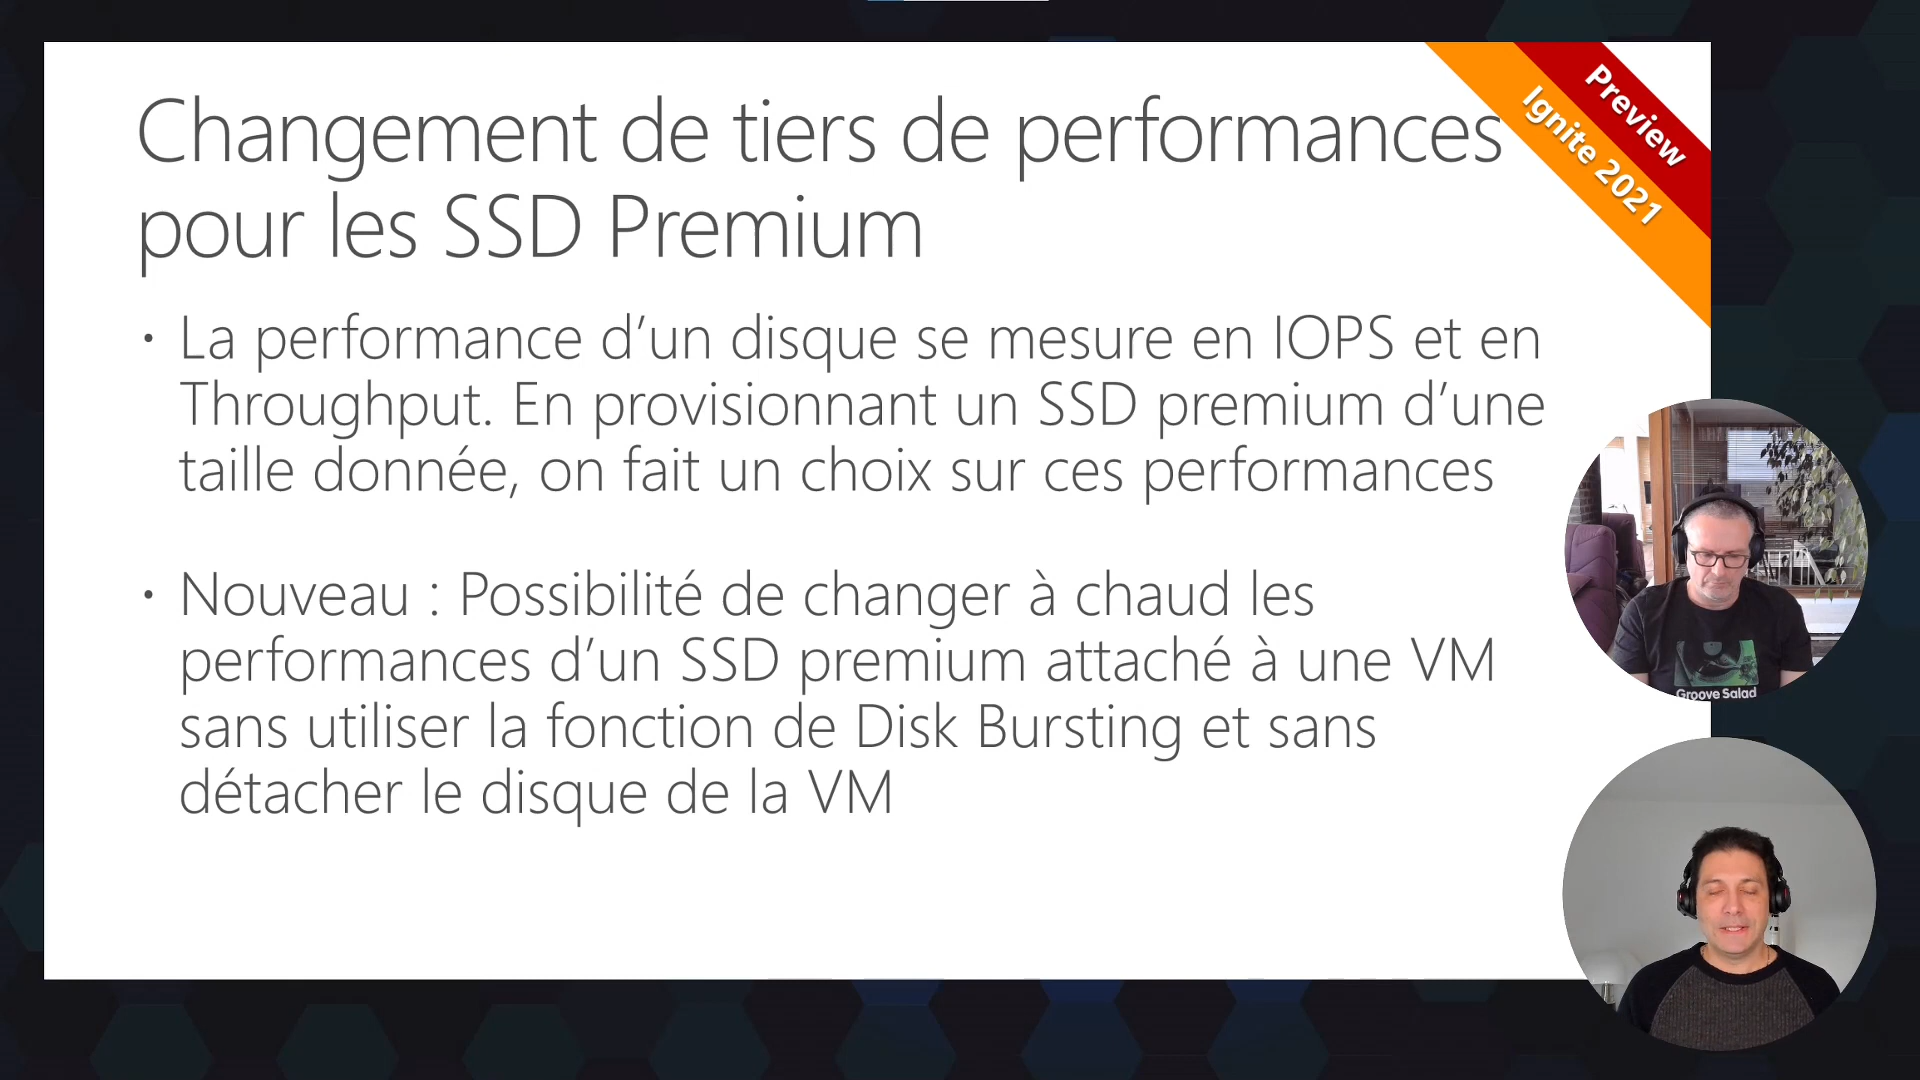 Changement de tiers de performances
pour les SSD Premium
Preview
Ignite 2021
• La performance d’un disque se mesure en IOPS et en
Throughput. En provisionnant un SSD premium d’une
taille donnée, on fait un choix sur ces performances
• Nouveau : Possibilité de changer à chaud les
performances d’un SSD premium attaché à une VM
sans utiliser la fonction de Disk Bursting et sans
détacher le disque de la VM
Groove Salad